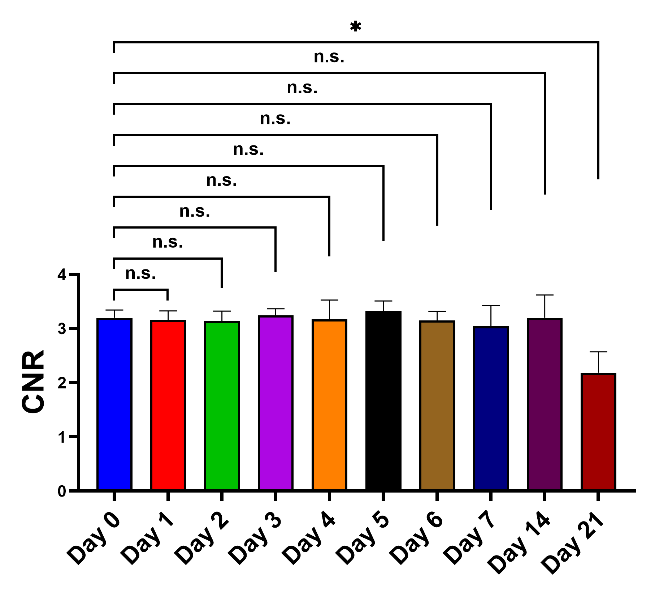 *
n.s.
n.s.
n.s.
n.s.
n.s.
n.s.
n.s.
n.s.
4
3
2
1
0
CNR
Day 0
Day 1
Day 2
Day 3
Day 4
Day 5
Day 6
Day 7
Day 14
Day 21